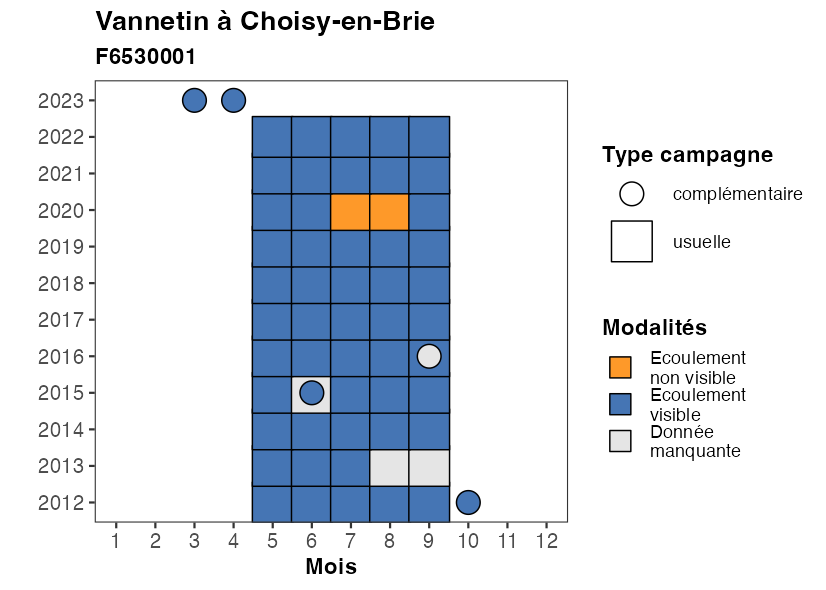 Vannetin à Choisy-en-Brie
F6530001
2023
2022
2021
2020
2019
2018
2017
2016
2015
2014
2013
2012
1 2 3 4 5 6 7 8 9 10 11 12
Mois
Type campagne
complémentaire
usuelle
Modalités
Ecoulement
non visible
Ecoulement
visible
Donnée
manquante